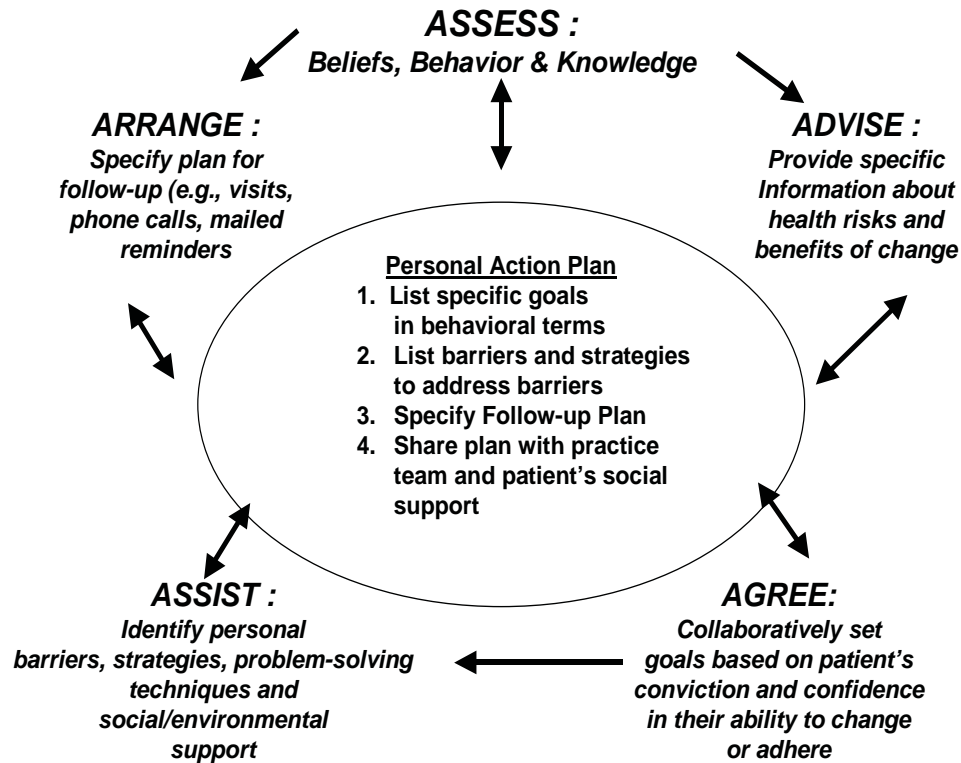 ASSESS :
Beliefs, Behavior & Knowledge
ADVISE :
Provide specific
Information about
health risks and
benefits of change
AGREE:
Collaboratively set
goals based on patient's
conviction and confidence
in their ability to change
or adhere
ASSIST :
Identify personal
barriers, strategies, problem-solving
techniques and
social/environmental
support
ARRANGE :
Specify plan for
follow-up (e.g., visits,
phone calls, mailed
reminders
Personal Action Plan
1. List specific goals
in behavioral terms
2. List barriers and strategies
to address barriers
3. Specify Follow-up Plan
4. Share plan with practice
team and patient's social
support